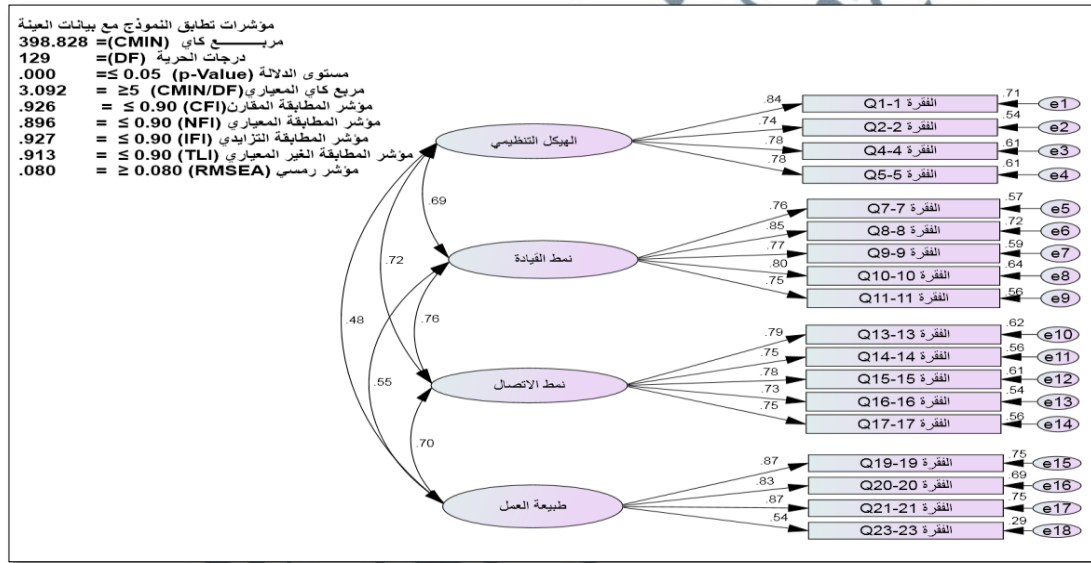 مؤشرات تطابق النموذج مع بيانات العينة
مربـــــــع كاي (CMIN)= 398.828
درجات الحرية (DF)= 129
مستوى الدلالة (p-Value) 0.05 ≥= .000
مربع كاي المعياري(CMIN/DF) 5≤ = 3.092
مؤشر المطابقة المقارن(CFI) 0.90 ≥ = .926
مؤشر المطابقة المعياري (NFI) 0.90 ≥ = .896
مؤشر المطابقة التزايدي (IFI) 0.90 ≥ = .927
مؤشر المطابقة الغير المعياري (TLI) 0.90 ≥ = .913
مؤشر رمسي (RMSEA) 0.080 ≤ = .080
الهيكل التنظيمي
.84
الفقرة Q1-1
.71
e1
.74
الفقرة Q2-2
.54
e2
.78
الفقرة Q4-4
.61
e3
.78
الفقرة Q5-5
.61
e4
.69
نمط القيادة
.76
الفقرة Q7-7
.57
e5
.85
الفقرة Q8-8
.72
e6
.77
الفقرة Q9-9
.59
e7
.80
الفقرة Q10-10
.64
e8
.75
الفقرة Q11-11
.56
e9
.72
.48
.76
.55
نمط الاتصال
.79
الفقرة Q13-13
.62
e10
.75
الفقرة Q14-14
.56
e11
.78
الفقرة Q15-15
.61
e12
.73
الفقرة Q16-16
.54
e13
.75
الفقرة Q17-17
.56
e14
.70
طبيعة العمل
.87
الفقرة Q19-19
.75
e15
.83
الفقرة Q20-20
.69
e16
.87
الفقرة Q21-21
.75
e17
.54
الفقرة Q23-23
.29
e18